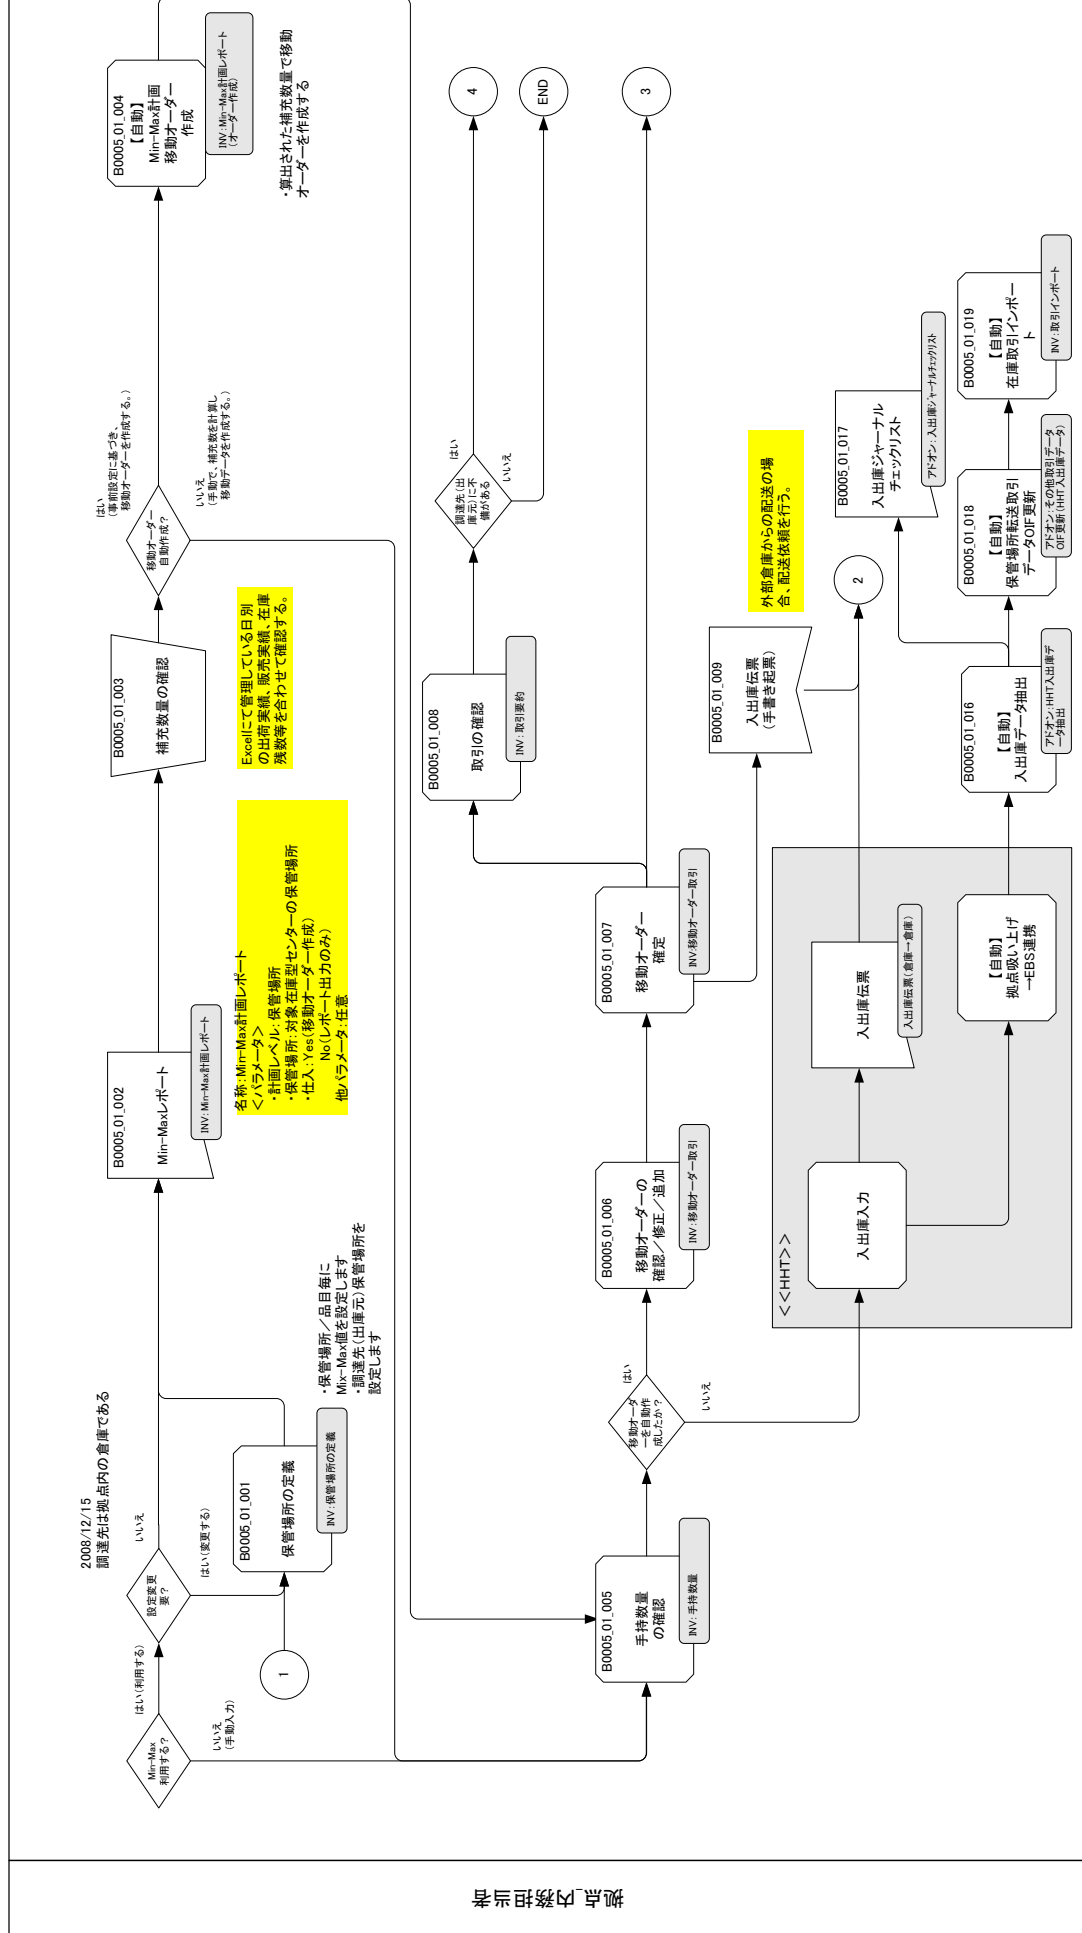 拠点_内務担当者
Min-Max
利用する？
はい（利用する）
いいえ
（手動入力）
2008/12/15
調達先は拠点内の倉庫である
設定変更
要？
いいえ
はい（変更する）
1
B0005_01_001
保管場所の定義
INV：保管場所の定義
・保管場所／品目毎に
Mix-Max値を設定します
・調達先（出庫元）保管場所を
設定します
B0005_01_002
Min-Maxレポート
INV：Min-Max計画レポート
名称：Min-Max計画レポート
＜パラメータ＞
・計画レベル：保管場所
・保管場所：対象在庫型センターの保管場所
・仕入：Yes（移動オーダー作成）
No（レポート出力のみ）
他パラメータ：任意
B0005_01_003
補充数量の確認
Excelにて管理している日別
の出荷実績、販売実績、在庫
残数等を合わせて確認する。
移動オーダー
自動作成？
はい
（事前設定に基づき、
移動オーダーを作成する。）
いいえ
（手動で、補充数を計算し
移動データを作成する。）
B0005_01_004
【自動】
Min-Max計画
移動オーダー
作成
INV：Min-Max計画レポート
（オーダー作成）
・算出された補充数量で移動
オーダーを作成する
B0005_01_005
手持数量
の確認
INV：手持数量
移動オーダ
ーを自動作
成したか？
はい
いいえ
B0005_01_006
移動オーダーの
確認／修正／追加
INV：移動オーダー取引
B0005_01_007
移動オーダー
確定
INV：移動オーダー取引
B0005_01_008
取引の確認
INV：取引要約
調達先（出
庫元）に不
備がある
はい
いいえ
4
END
3
B0005_01_009
入出庫伝票
（手書き起票）
外部倉庫からの配送の場
合、配送依頼を行う。
2
＜＜HHT＞＞
入出庫入力
入出庫伝票
入出庫伝票（倉庫→倉庫）
【自動】
拠点吸い上げ
→EBS連携
B0005_01_016
【自動】
入出庫データ抽出
アドオン：HHT入出庫デ
ータ抽出
B0005_01_017
入出庫ジャーナル
チェックリスト
アドオン：入出庫ジャーナルチェックリスト
B0005_01_018
【自動】
保管場所転送取引
データOIF更新
アドオン：その他取引データ
OIF更新（HHT入出庫データ）
B0005_01_019
【自動】
在庫取引インポー
ト
INV：取引インポート